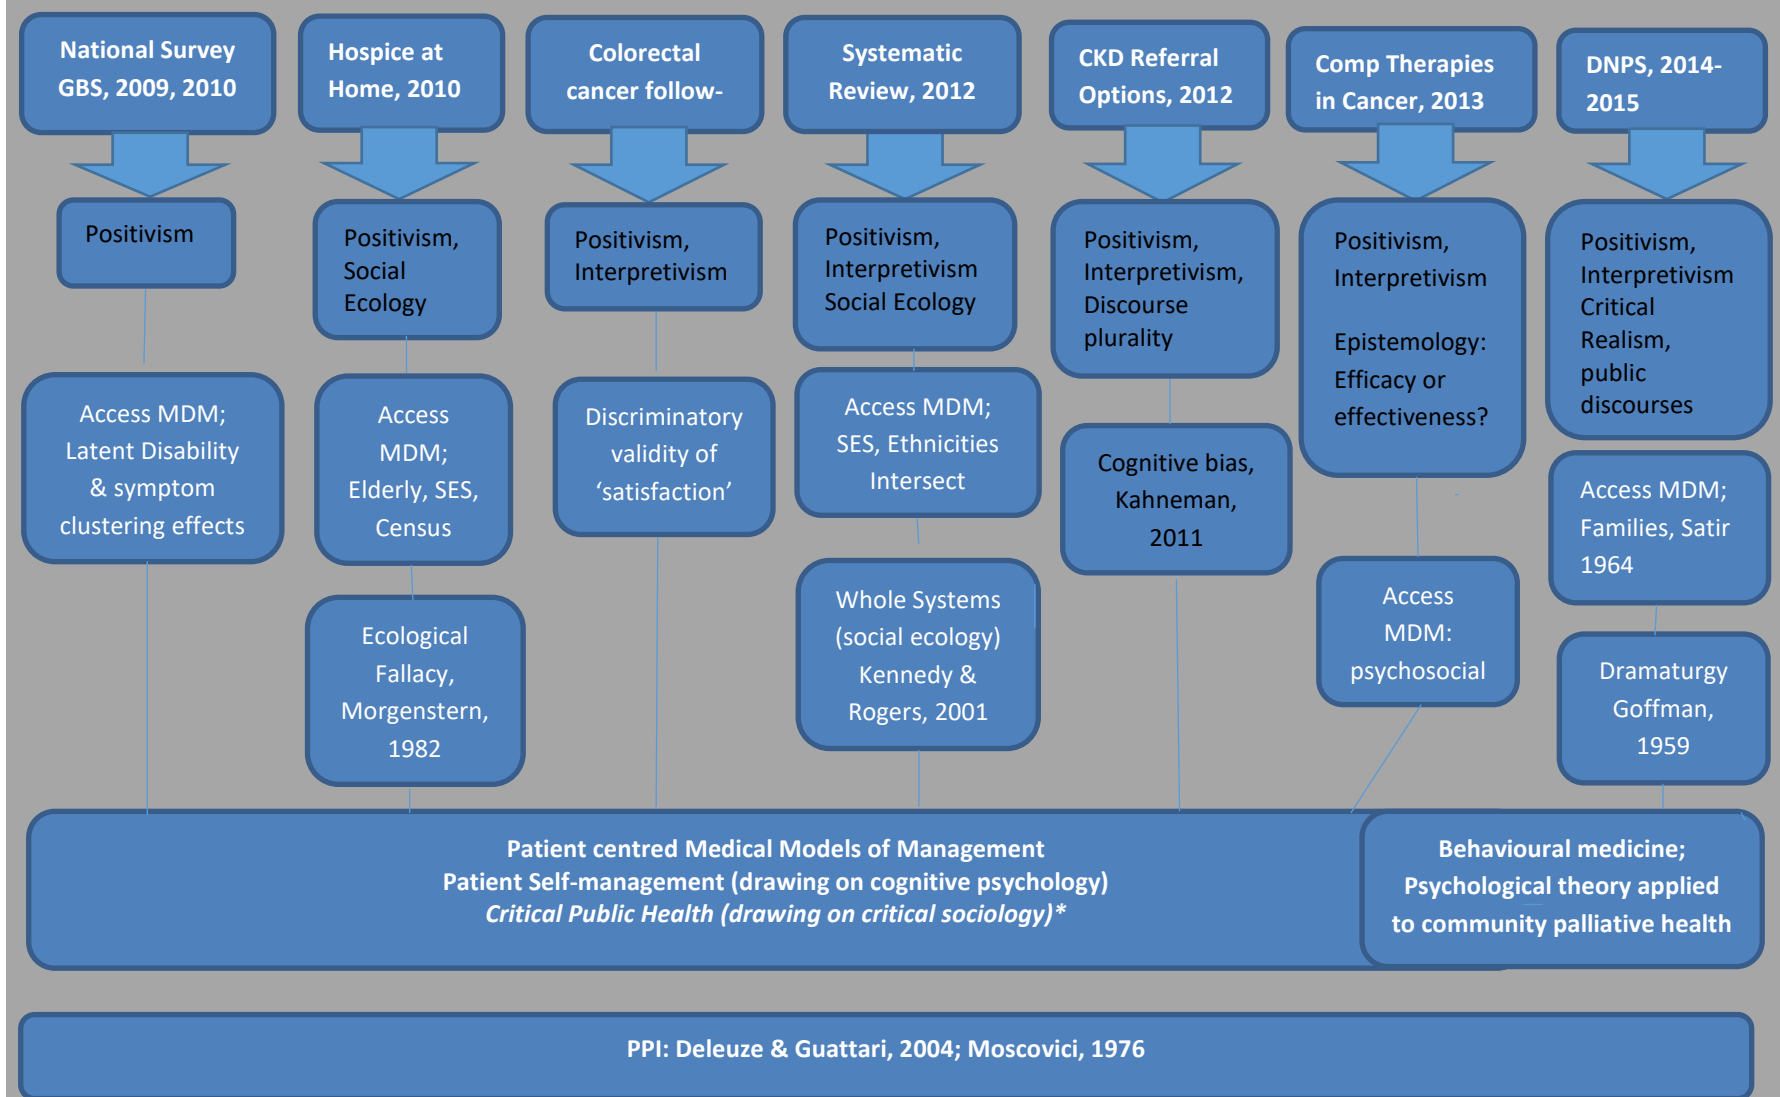 National Survey
GBS, 2009, 2010
Hospice at
Home, 2010
Colorectal
cancer follow-
Systematic
Review, 2012
CKD Referral
Options, 2012
Comp Therapies
in Cancer, 2013
DNPS, 2014-
2015
Positivism
Positivism,
Social
Ecology
Positivism,
Interpretivism
Positivism,
Interpretivism
Social Ecology
Positivism,
Interpretivism,
Discourse
plurality
Positivism,
Interpretivism
Epistemology:
Efficacy or
effectiveness?
Positivism,
Interpretivism
Critical
Realism,
public
discourses
Access MDM;
Latent Disability
& symptom
clustering effects
Access
MDM;
Elderly, SES,
Census
Discriminatory
validity of
‘satisfaction’
Access MDM;
SES, Ethnicities
Intersect
Cognitive bias,
Kahneman,
2011
Access
MDM:
psychosocial
Access MDM;
Families, Satir
1964
Ecological
Fallacy,
Morgenstern,
1982
Whole Systems
(social ecology)
Kennedy &
Rogers, 2001
Dramaturgy
Goffman,
1959
Patient centred Medical Models of Management
Patient Self-management (drawing on cognitive psychology)
Critical Public Health (drawing on critical sociology)*
Behavioural medicine;
Psychological theory applied
to community palliative health
PPI: Deleuze & Guattari, 2004; Moscovici, 1976